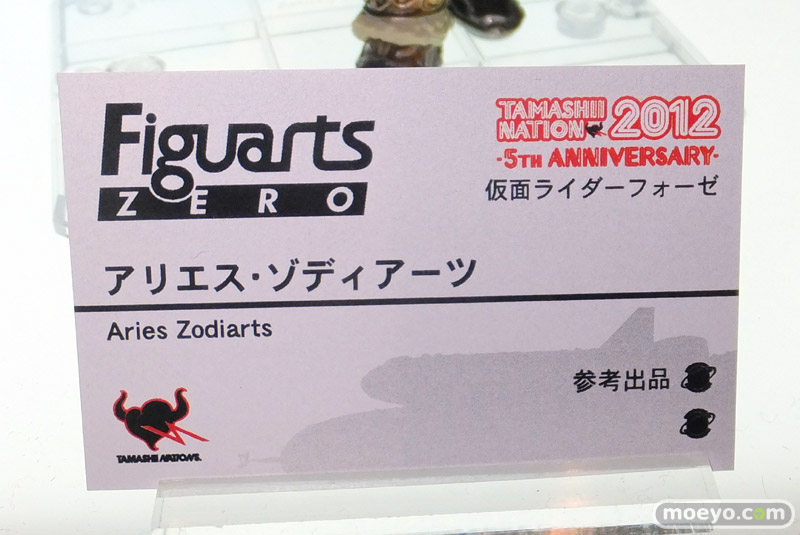 Figuarts
ZERO
TAMASHII
NATION 2012
-5TH ANNIVERSARY-
仮面ライダーフォーゼ
アリエス・ゾディアーツ
Aries Zodiarts
参考出品
TAMASHII NATIONS
moeyo.com